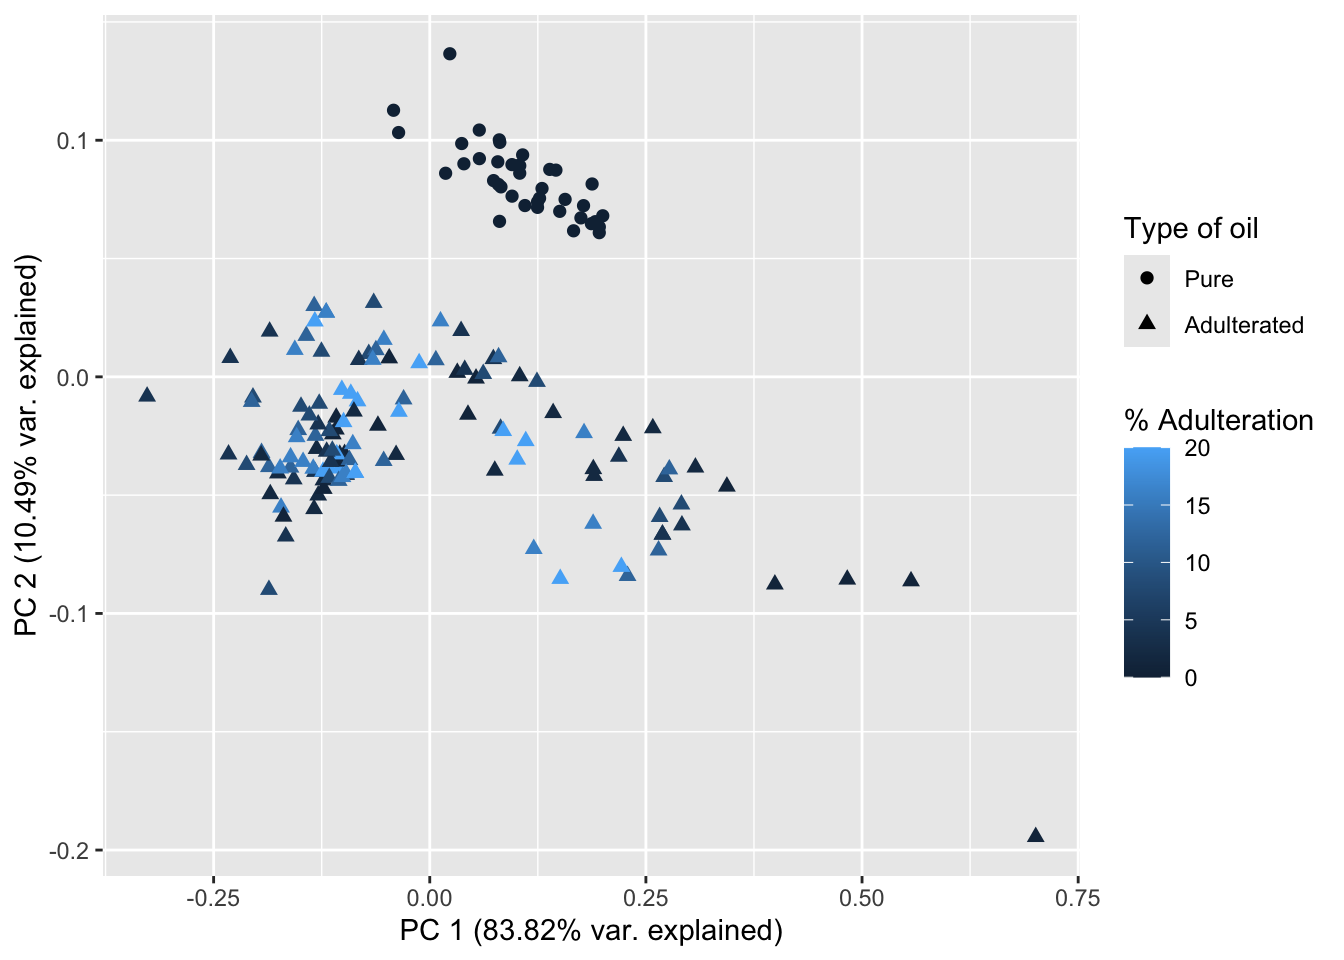 0.1
0.0
-0.1
-0.2
PC 2 (10.49% var. explained)
-0.25
0.00
0.25
0.50
0.75
PC 1 (83.82% var. explained)
Type of oil
Pure
Adulterated
% Adulteration
20
15
10
5
0